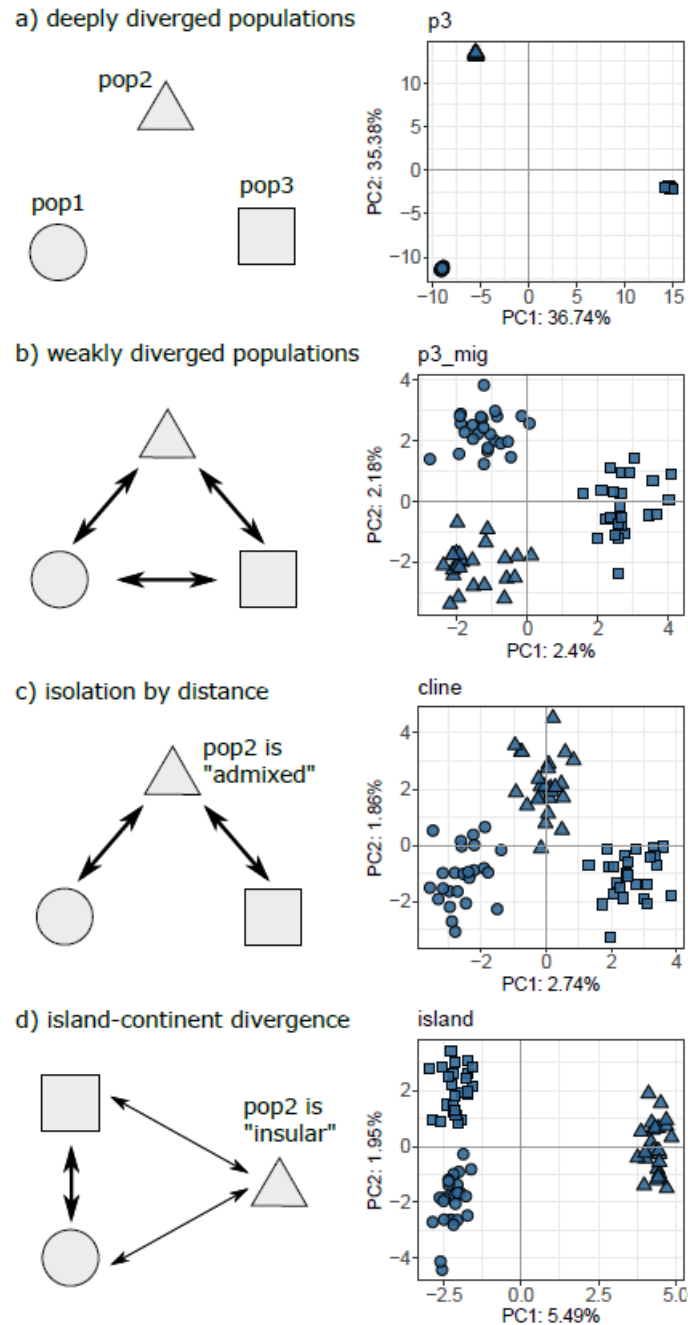 a) deeply diverged populations
pop2
pop1
pop3
p3
10
5
0
−5
−10
PC2: 35.38%
−10 −5 0 5 10 15
PC1: 36.74%
b) weakly diverged populations
p3_mig
4
2
0
−2
PC2: 2.18%
−2 0 2 4
PC1: 2.4%
c) isolation by distance
pop2 is
"admixed"
cline
4
2
0
−2
PC2: 1.86%
−2 0 2 4
PC1: 2.74%
d) island-continent divergence
pop2 is
"insular"
island
2
0
−2
−4
PC2: 1.95%
−2.5 0.0 2.5 5.0
PC1: 5.49%